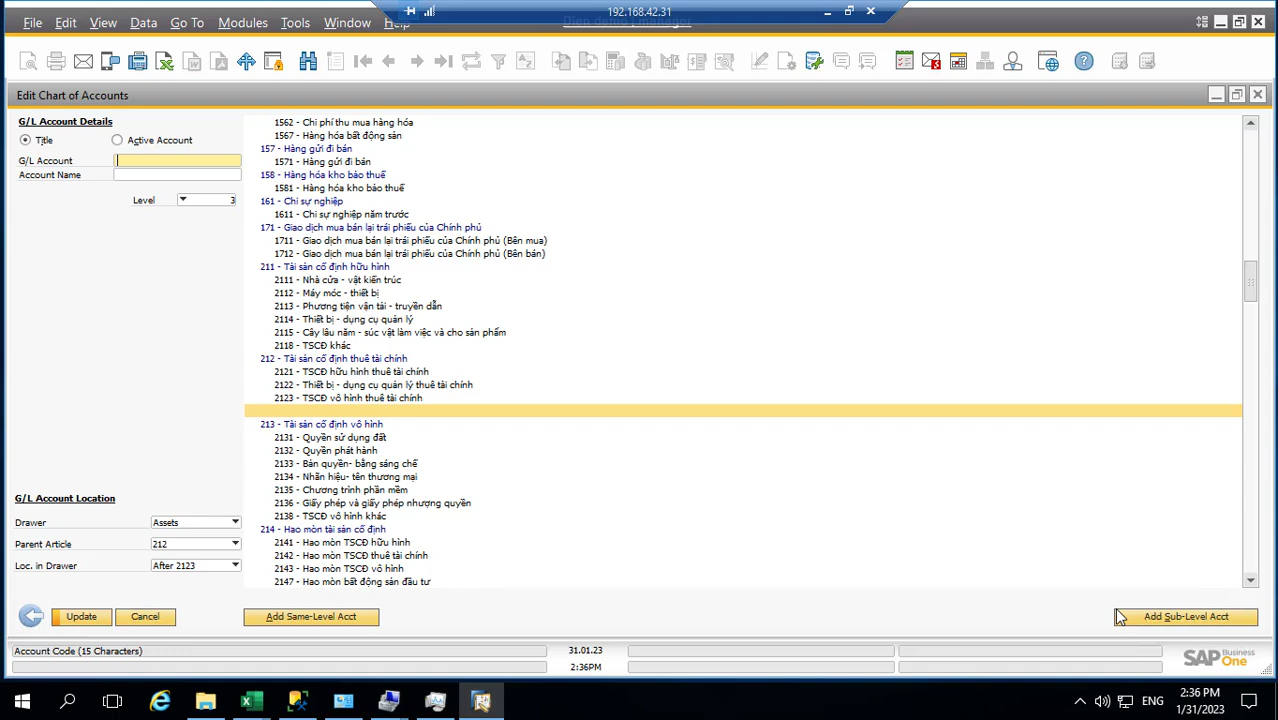 192.168.42.31
File Edit View Data Go To Modules Tools Window Help
Dien demo | manager
Edit Chart of Accounts
G/L Account Details
Title Active Account
G/L Account
Account Name
Level 3
1562 - Chi phí thu mua hàng hóa
1567 - Hàng hóa bất động sản
157 - Hàng gửi đi bán
1571 - Hàng gửi đi bán
158 - Hàng hóa kho bảo thuế
1581 - Hàng hóa kho bảo thuế
161 - Chi sự nghiệp
1611 - Chi sự nghiệp năm trước
171 - Giao dịch mua bán lại trái phiếu của Chính phủ
1711 - Giao dịch mua bán lại trái phiếu của Chính phủ (Bên mua)
1712 - Giao dịch mua bán lại trái phiếu của Chính phủ (Bên bán)
211 - Tài sản cố định hữu hình
2111 - Nhà cửa - vật kiến trúc
2112 - Máy móc - thiết bị
2113 - Phương tiện vận tải - truyền dẫn
2114 - Thiết bị - dụng cụ quản lý
2115 - Cây lâu năm - súc vật làm việc và cho sản phẩm
2118 - TSCĐ khác
212 - Tài sản cố định thuê tài chính
2121 - TSCĐ hữu hình thuê tài chính
2122 - Thiết bị - dụng cụ quản lý thuê tài chính
2123 - TSCĐ vô hình thuê tài chính
213 - Tài sản cố định vô hình
2131 - Quyền sử dụng đất
2132 - Quyền phát hành
2133 - Bản quyền- bằng sáng chế
2134 - Nhãn hiệu- tên thương mại
2135 - Chương trình phần mềm
2136 - Giấy phép và giấy phép nhượng quyền
2138 - TSCĐ vô hình khác
214 - Hao mòn tài sản cố định
2141 - Hao mòn TSCĐ hữu hình
2142 - Hao mòn TSCĐ thuê tài chính
2143 - Hao mòn TSCĐ vô hình
2147 - Hao mòn bất động sản đầu tư
G/L Account Location
Drawer Assets
Parent Article 212
Loc. in Drawer After 2123
Update Cancel Add Same-Level Acct Add Sub-Level Acct
Account Code (15 Characters) 31.01.23
2:36PM
SAP Business One
ENG 2:36 PM
1/31/2023